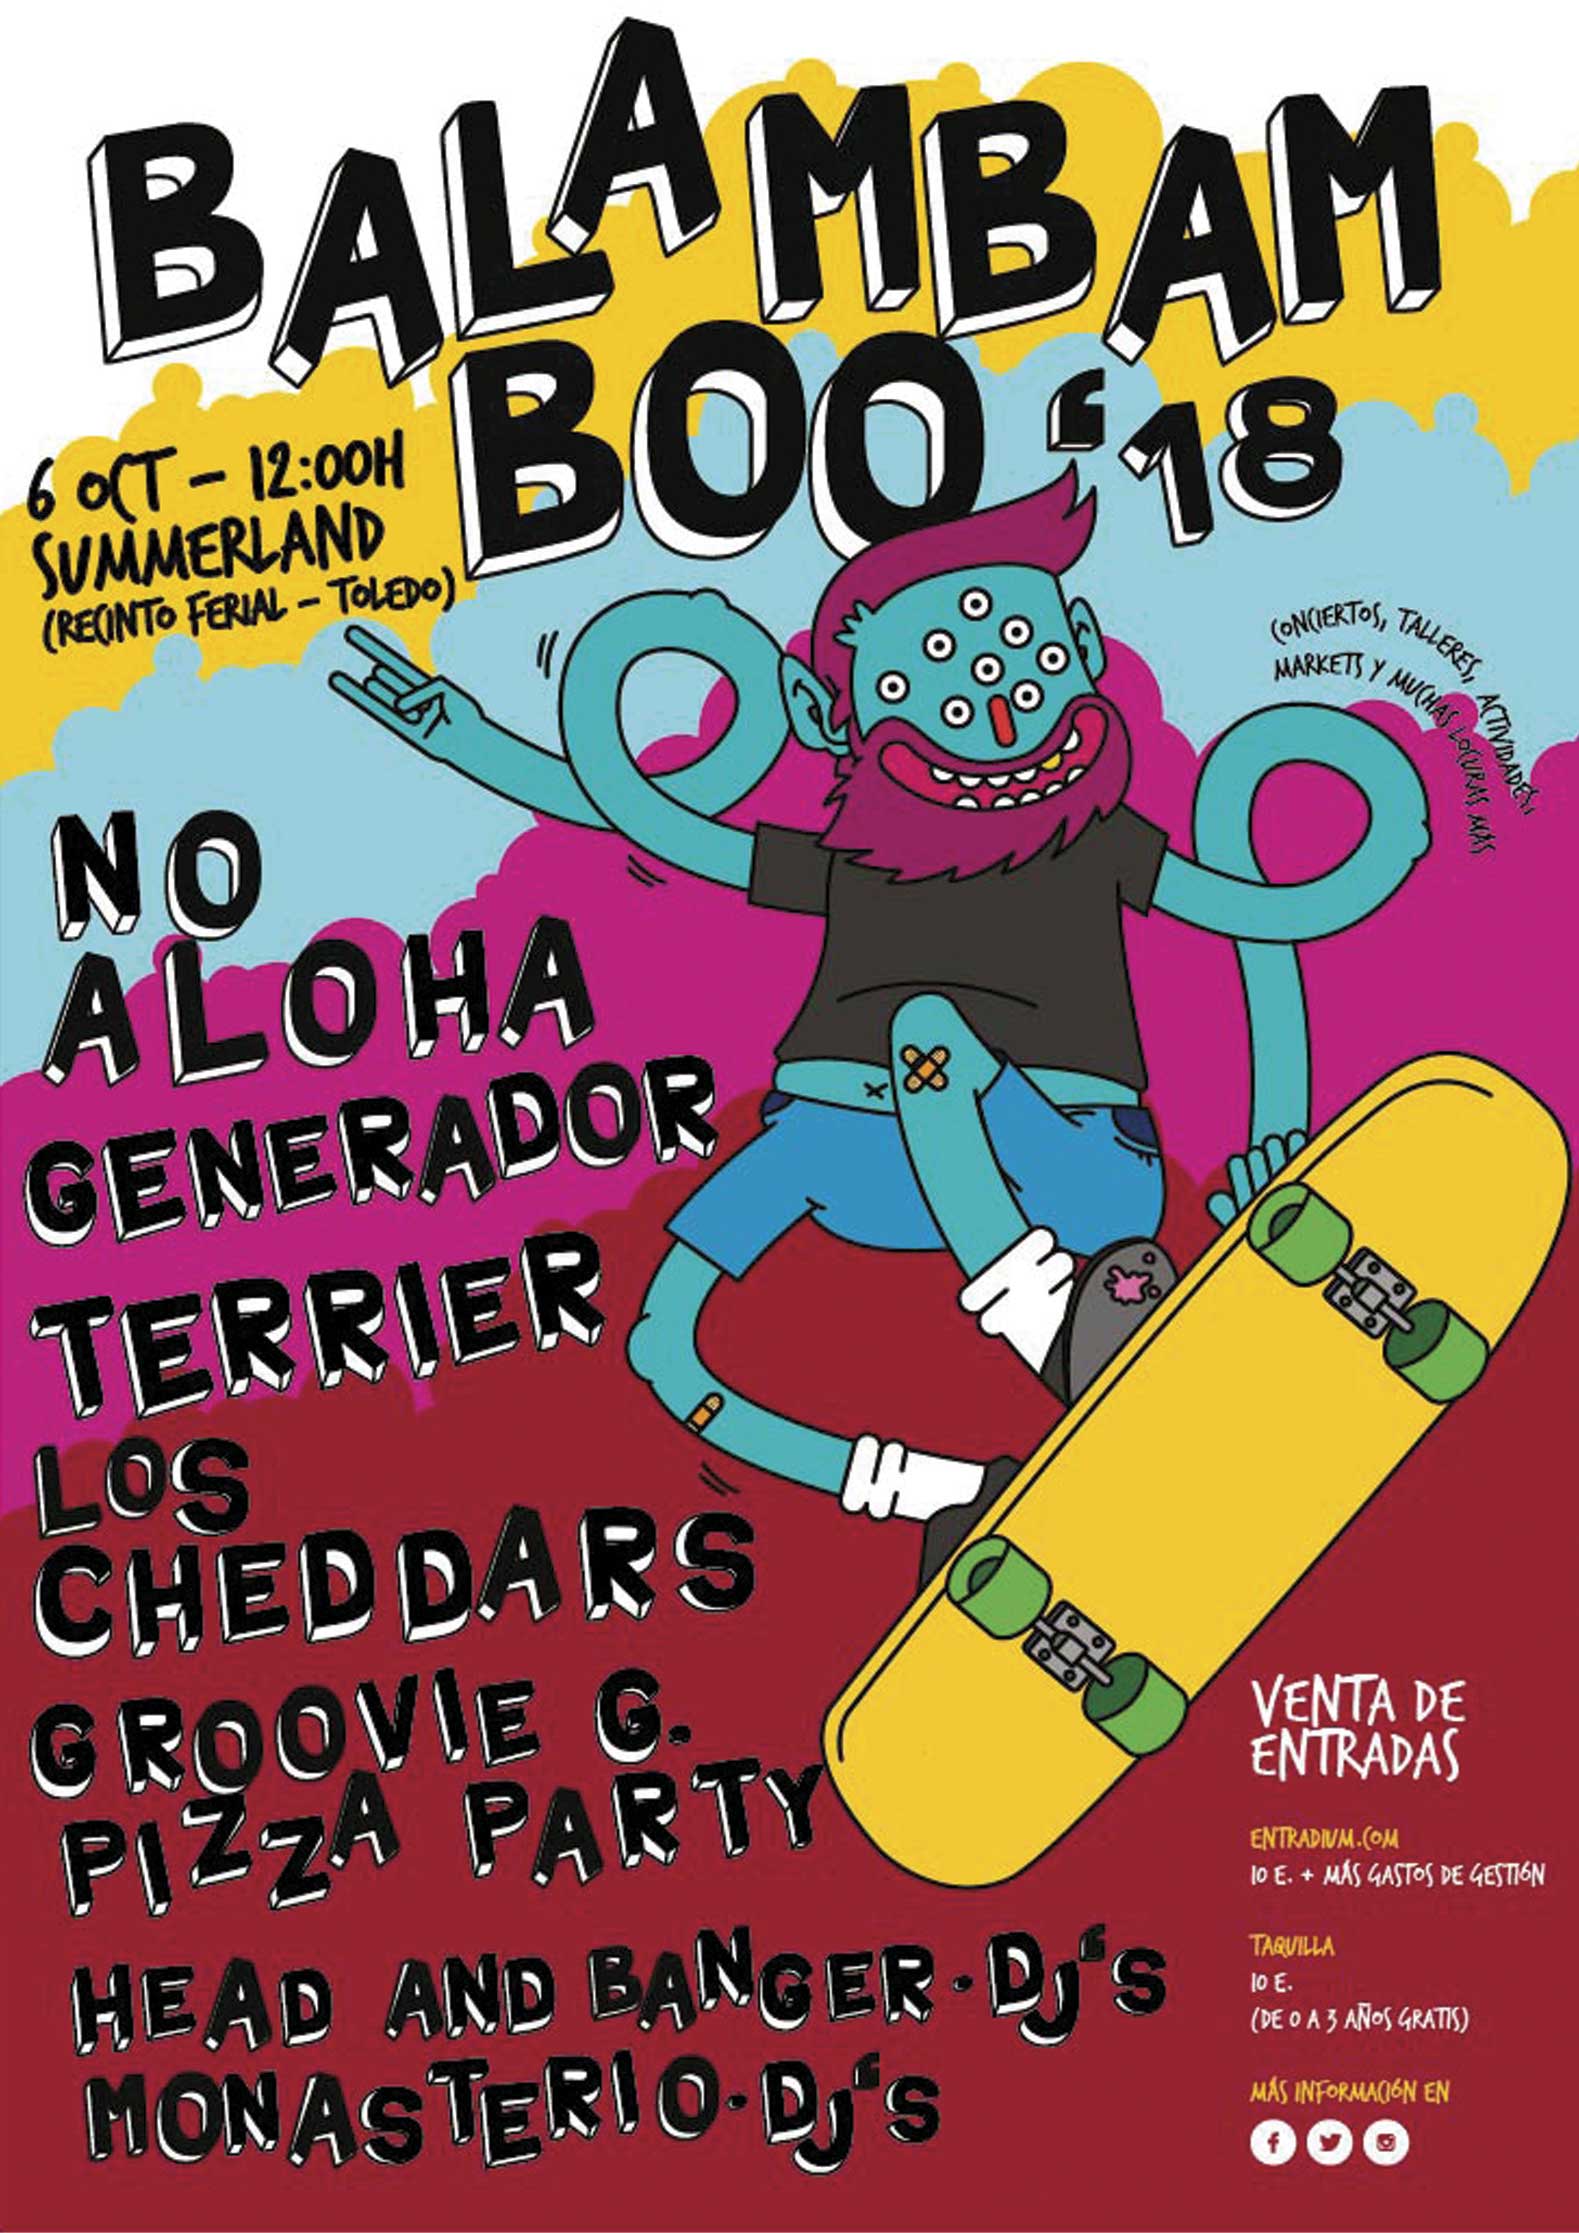 BALAMBAM
BOO '18
6 OCT – 12:00H
SUMMERLAND
(RECINTO FERIAL – TOLEDO)
CONCIERTOS, TALLERES, ACTIVIDADES,
MARKETS Y MUCHAS LOCURAS MÁS
NO
ALOHA
GENERADOR
TERRIER
LOS
CHEDDARS
GROOVIE G.
PIZZA PARTY
HEAD AND BANGER·DJ'S
MONASTERIO·DJ'S
VENTA DE
ENTRADAS
ENTRADIUM.COM
10 E. + MÁS GASTOS DE GESTIÓN
TAQUILLA
10 E.
(DE 0 A 3 AÑOS GRATIS)
MÁS INFORMACIÓN EN